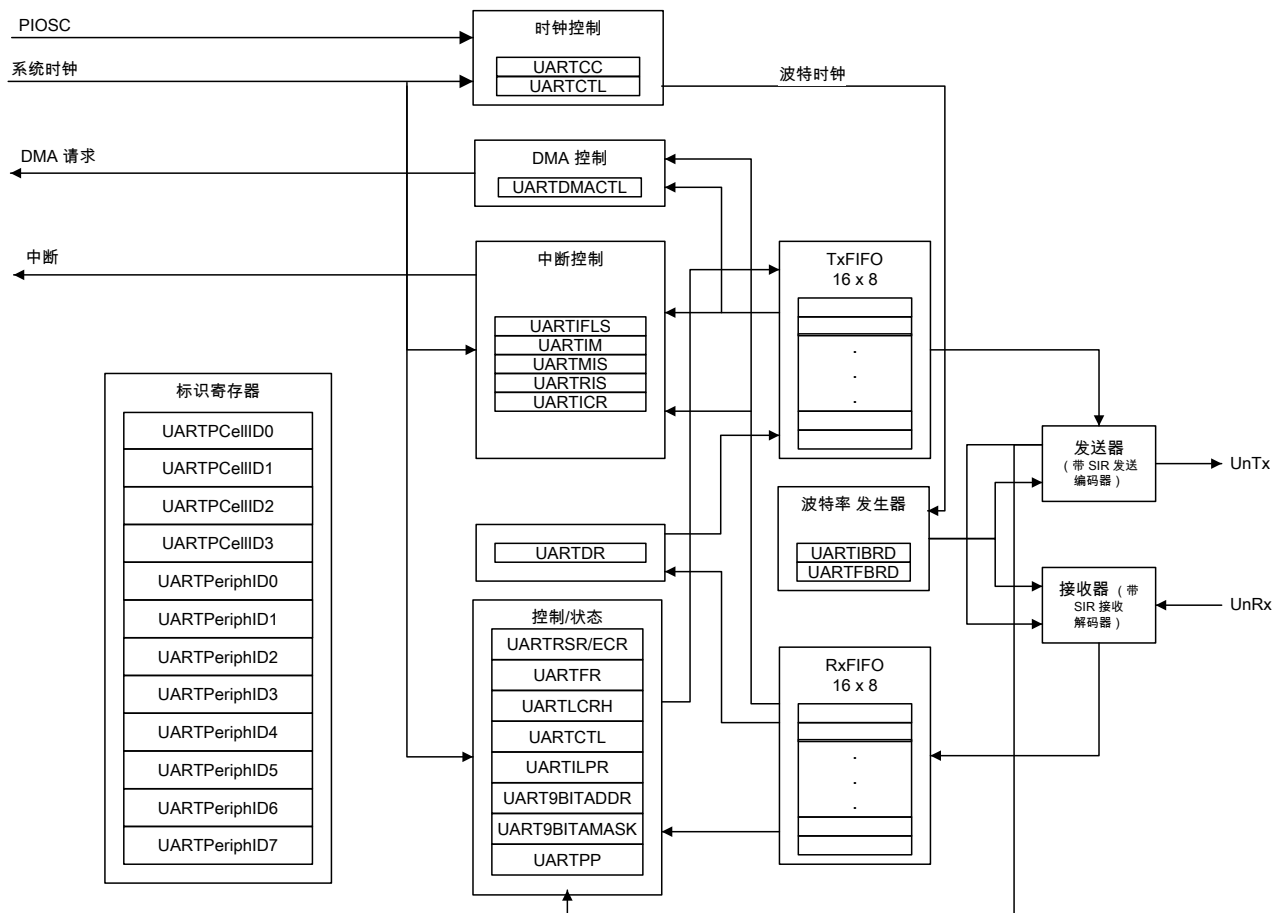 PIOSC
系统时钟
时钟控制
UARTCC
UARTCTL
波特时钟
DMA 请求
DMA 控制
UARTDMACTL
中断
中断控制
UARTIFLS
UARTIM
UARTMIS
UARTRIS
UARTICR
TxFIFO
16 x 8
.
.
.
标识寄存器
UARTPCellID0
UARTPCellID1
UARTPCellID2
UARTPCellID3
UARTPeriphID0
UARTPeriphID1
UARTPeriphID2
UARTPeriphID3
UARTPeriphID4
UARTPeriphID5
UARTPeriphID6
UARTPeriphID7
发送器
（带 SIR 发送
编码器）
UnTx
波特率 发生器
UARTIBRD
UARTFBRD
UARTDR
接收器（带
SIR 接收
解码器）
UnRx
控制/状态
UARTRSR/ECR
UARTFR
UARTLCRH
UARTCTL
UARTILPR
UART9BITADDR
UART9BITAMASK
UARTPP
RxFIFO
16 x 8
.
.
.